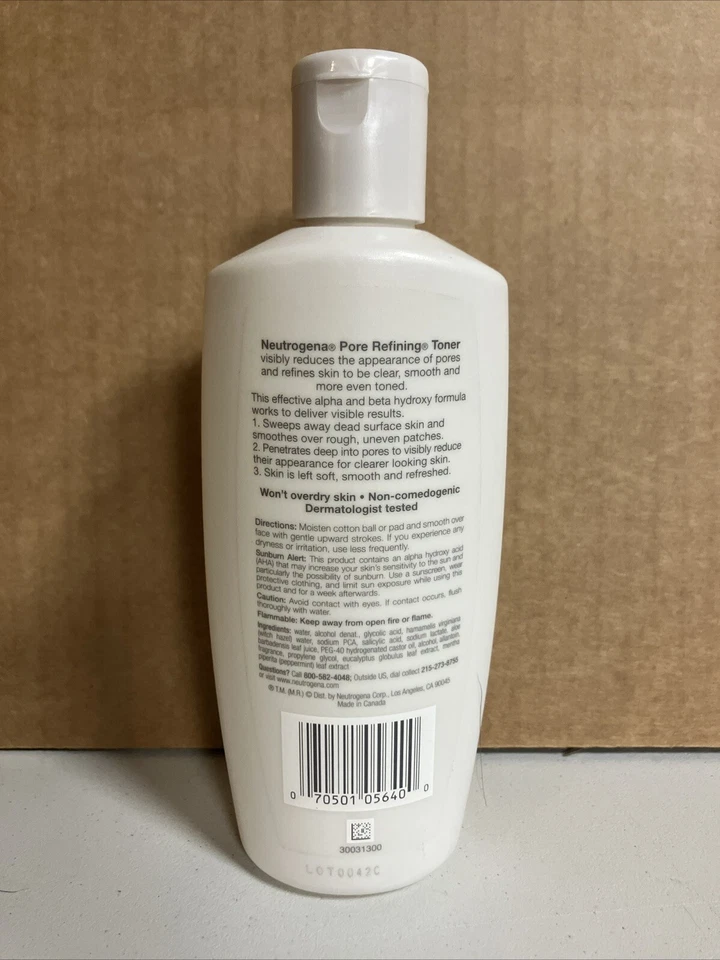 Neutrogena® Pore Refining® Toner
visibly reduces the appearance of pores
and refines skin to be clear, smooth and
more even toned.
This effective alpha and beta hydroxy formula
works to deliver visible results.
1. Sweeps away dead surface skin and
smoothes over rough, uneven patches.
2. Penetrates deep into pores to visibly reduce
their appearance for clearer looking skin.
3. Skin is left soft, smooth and refreshed.
Won't overdry skin • Non-comedogenic
Dermatologist tested
Directions: Moisten cotton ball or pad and smooth over
face with gentle upward strokes. If you experience any
dryness or irritation, use less frequently.
Sunburn Alert: This product contains an alpha hydroxy acid
(AHA) that may increase your skin's sensitivity to the sun and
particularly the possibility of sunburn. Use a sunscreen, wear
protective clothing, and limit sun exposure while using this
product and for a week afterwards.
Caution: Avoid contact with eyes. If contact occurs, flush
thoroughly with water.
Flammable: Keep away from open fire or flame.
Ingredients: water, alcohol denat., glycolic acid, hamamelis virginiana
(witch hazel) water, sodium PCA, salicylic acid, sodium lactate, aloe
barbadensis leaf juice, PEG-40 hydrogenated castor oil, alcohol, allantoin,
fragrance, propylene glycol, eucalyptus globulus leaf extract, mentha
piperita (peppermint) leaf extract
Questions? Call 800-582-4048; Outside US, dial collect 215-273-8755
or visit www.neutrogena.com
® T.M. (M.R.) © Dist. by Neutrogena Corp., Los Angeles, CA 90045
Made in Canada
0 70501 05640 0
30031300
LOT0042C